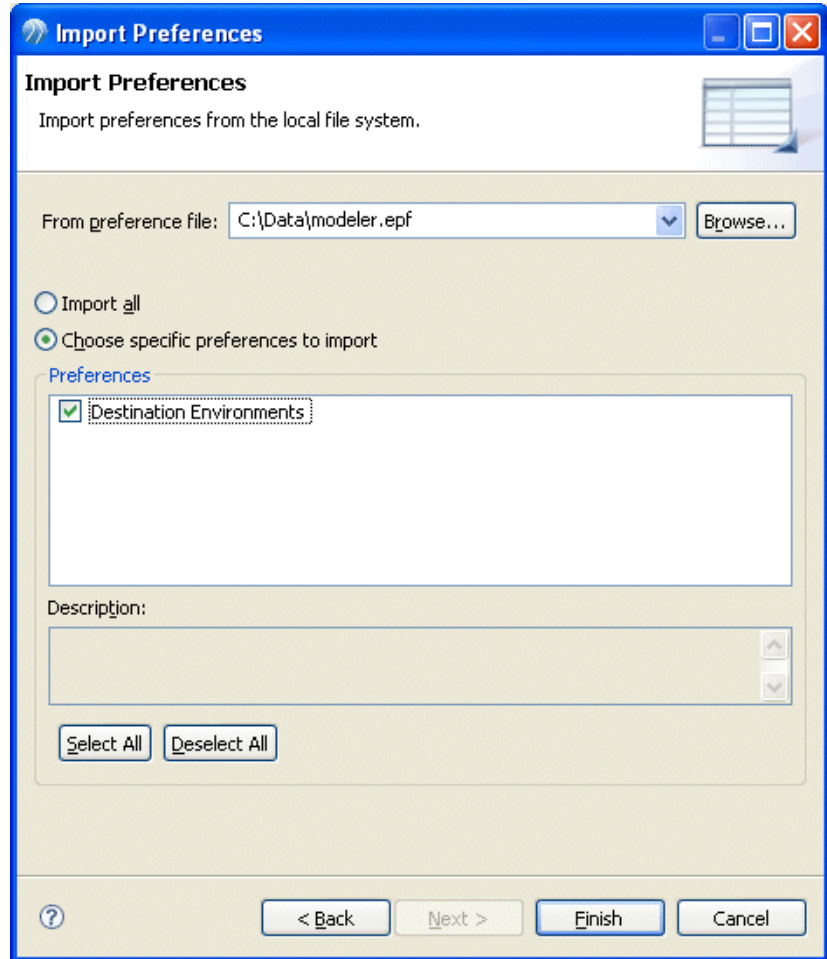 Import Preferences
Import Preferences
Import preferences from the local file system.
From preference file: C:\Data\modeler.epf Browse...
Import all
Choose specific preferences to import
Preferences
Destination Environments
Description:
Select All Deselect All
? < Back Next > Finish Cancel